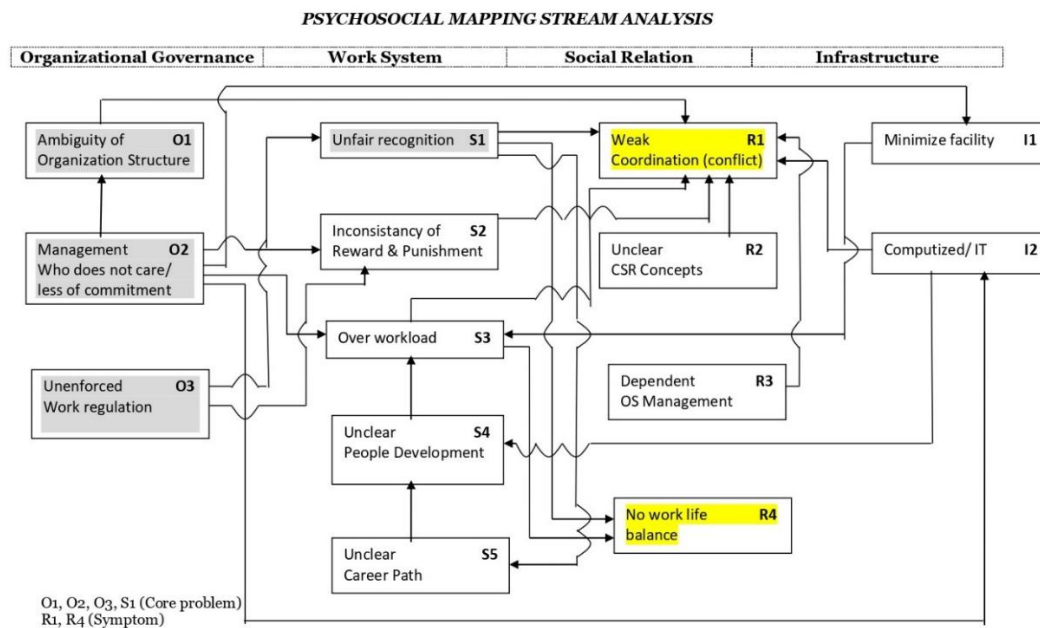 PSYCHOSOCIAL MAPPING STREAM ANALYSIS
Organizational Governance
Work System
Social Relation
Infrastructure
Ambiguity of O1
Organization Structure
Unfair recognition S1
Weak R1
Coordination (conflict)
Minimize facility I1
Management O2
Who does not care/
less of commitment
Inconsistancy of S2
Reward & Punishment
Unclear R2
CSR Concepts
Computized/ IT I2
Over workload S3
Unenforced O3
Work regulation
Dependent R3
OS Management
Unclear S4
People Development
No work life R4
balance
Unclear S5
Career Path
O1, O2, O3, S1 (Core problem)
R1, R4 (Symptom)